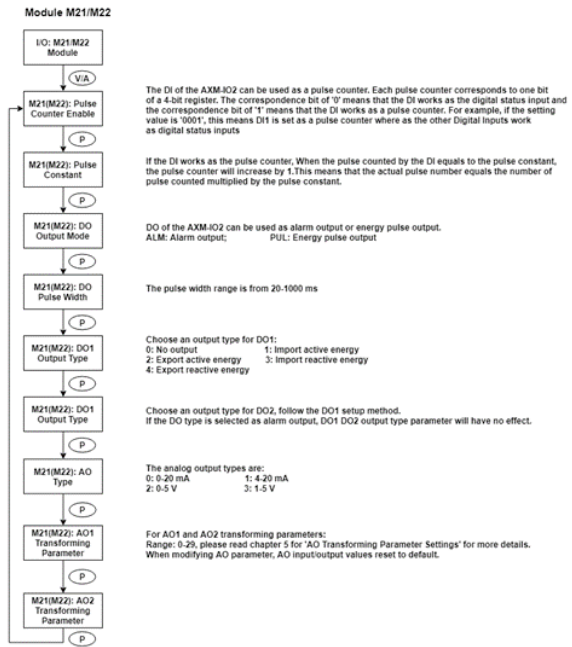 Module M21/M22
I/O: M21/M22
Module
V/A
M21(M22): Pulse
Counter Enable
The DI of the AXM-IO2 can be used as a pulse counter. Each pulse counter corresponds to one bit
of a 4-bit register. The correspondence bit of '0' means that the DI works as the digital status input and
the correspondence bit of '1' means that the DI works as a pulse counter. For example, if the setting
value is '0001', this means DI1 is set as a pulse counter where as the other Digital Inputs work
as digital status inputs
P
M21(M22): Pulse
Constant
If the DI works as the pulse counter, When the pulse counted by the DI equals to the pulse constant,
the pulse counter will increase by 1.This means that the actual pulse number equals the number of
pulse counted multiplied by the pulse constant.
P
M21(M22): DO
Output Mode
DO of the AXM-IO2 can be used as alarm output or energy pulse output.
ALM: Alarm output; PUL: Energy pulse output
P
M21(M22): DO
Pulse Width
The pulse width range is from 20-1000 ms
P
M21(M22): DO1
Output Type
Choose an output type for DO1:
0: No output 1: Import active energy
2: Export active energy 3: Import reactive energy
4: Export reactive energy
P
M21(M22): DO1
Output Type
Choose an output type for DO2, follow the DO1 setup method.
If the DO type is selected as alarm output, DO1 DO2 output type parameter will have no effect.
P
M21(M22): AO
Type
The analog output types are:
0: 0-20 mA 1: 4-20 mA
2: 0-5 V 3: 1-5 V
P
M21(M22): AO1
Transforming
Parameter
For AO1 and AO2 transforming parameters:
Range: 0-29, please read chapter 5 for 'AO Transforming Parameter Settings' for more details.
When modifying AO parameter, AO input/output values reset to default.
P
M21(M22): AO2
Transforming
Parameter
P